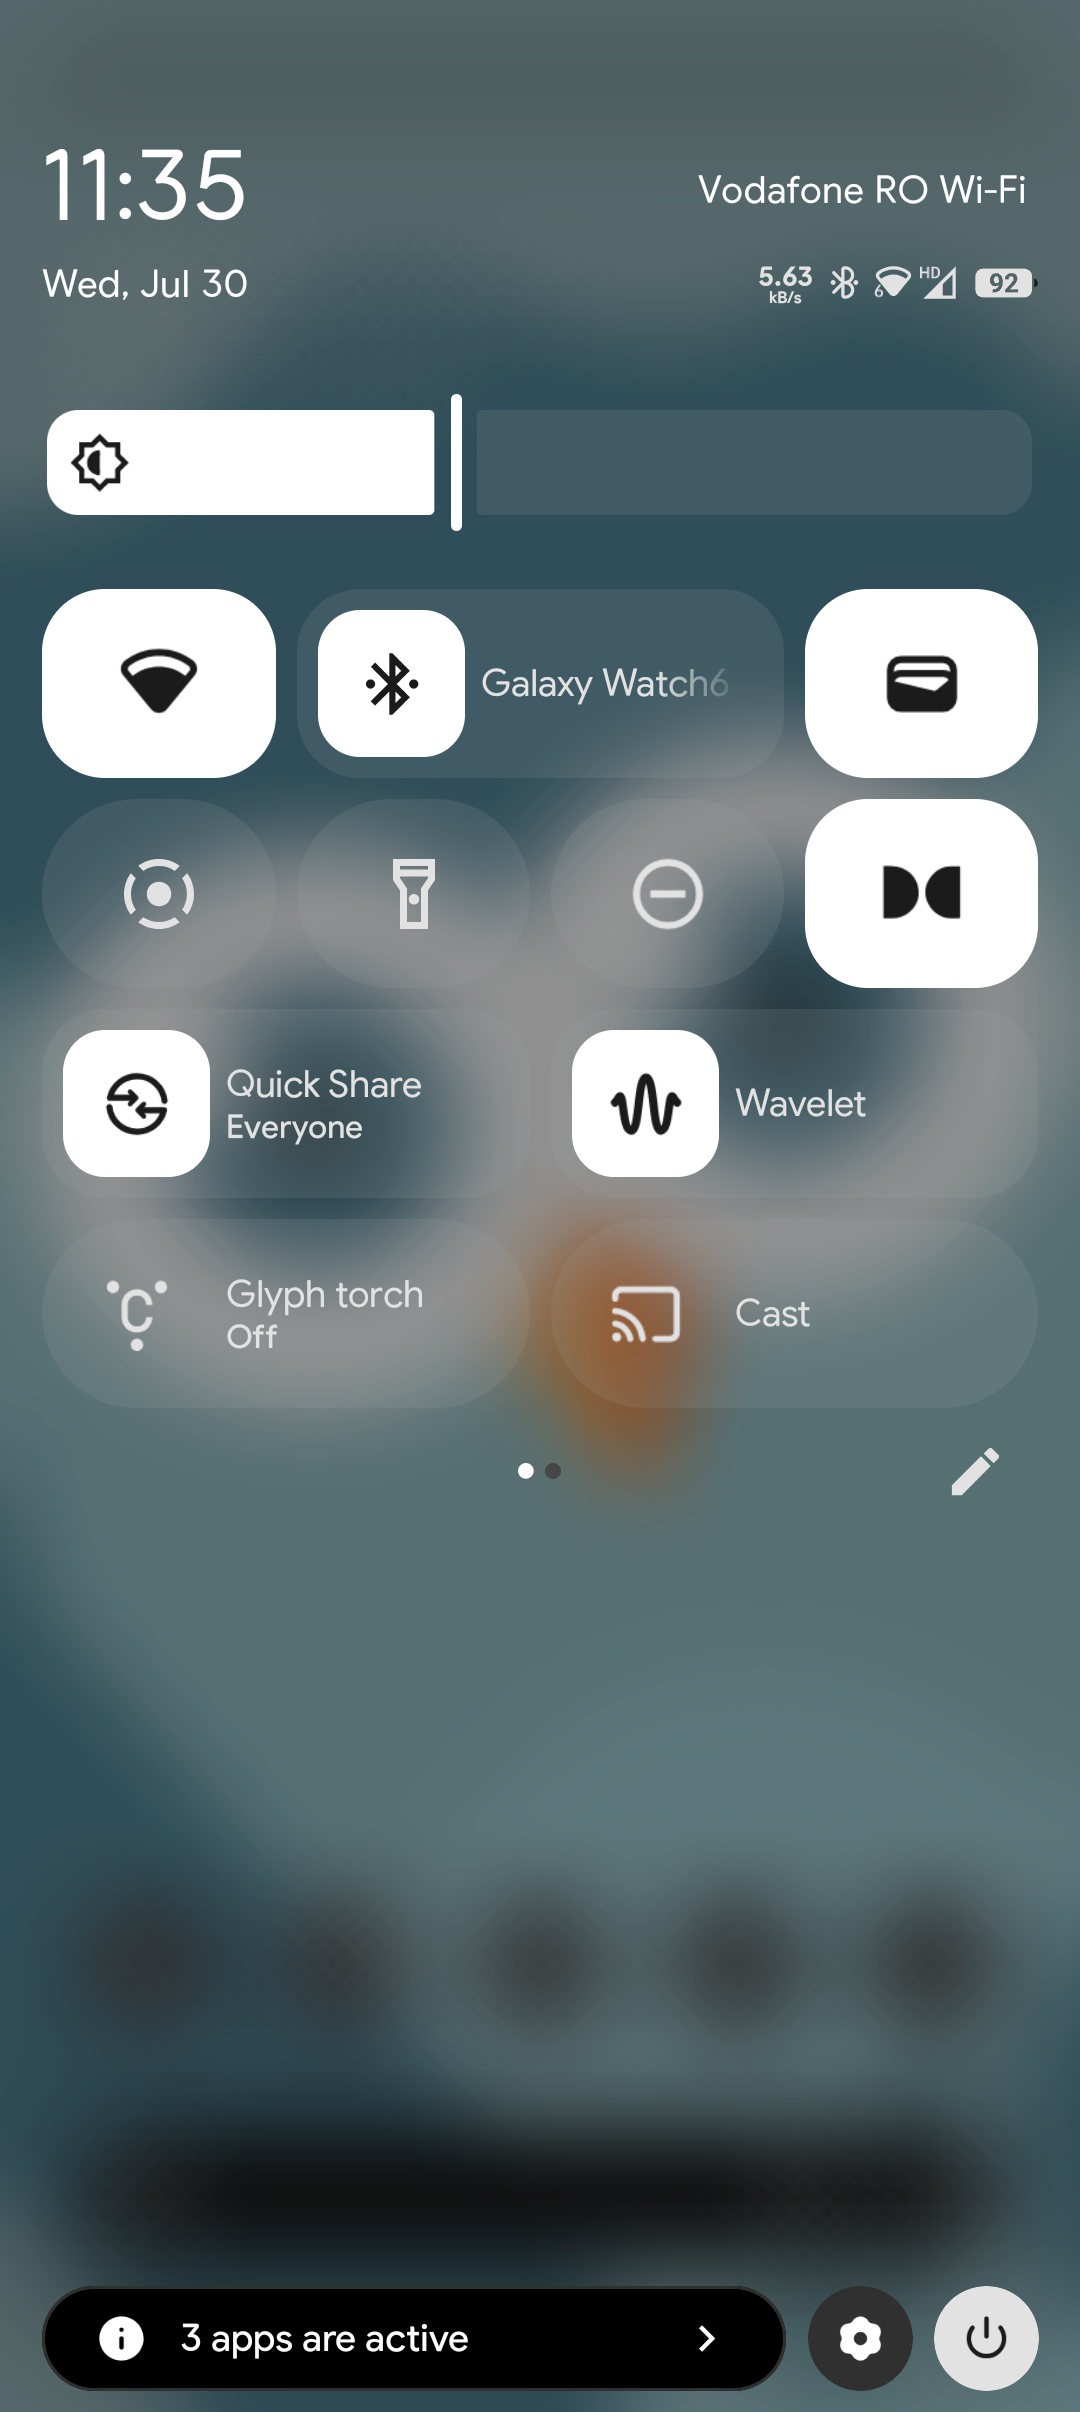 11:35
Vodafone RO Wi-Fi
Wed, Jul 30
5.63
kB/s
6
HD
92
Galaxy Watch6
Quick Share
Everyone
Wavelet
Glyph torch
Off
Cast
3 apps are active